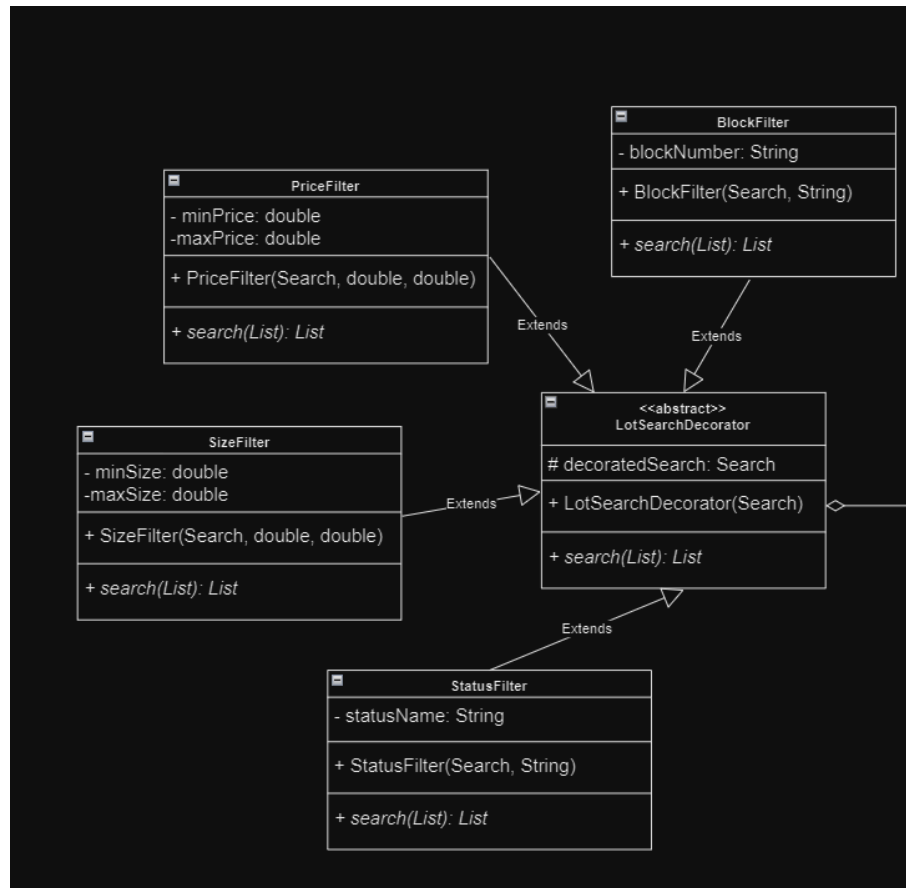 BlockFilter
- blockNumber: String
+ BlockFilter(Search, String)
+ search(List): List
PriceFilter
- minPrice: double
-maxPrice: double
+ PriceFilter(Search, double, double)
+ search(List): List
Extends
Extends
<<abstract>>
LotSearchDecorator
# decoratedSearch: Search
+ LotSearchDecorator(Search)
+ search(List): List
SizeFilter
- minSize: double
-maxSize: double
+ SizeFilter(Search, double, double)
+ search(List): List
Extends
Extends
StatusFilter
- statusName: String
+ StatusFilter(Search, String)
+ search(List): List